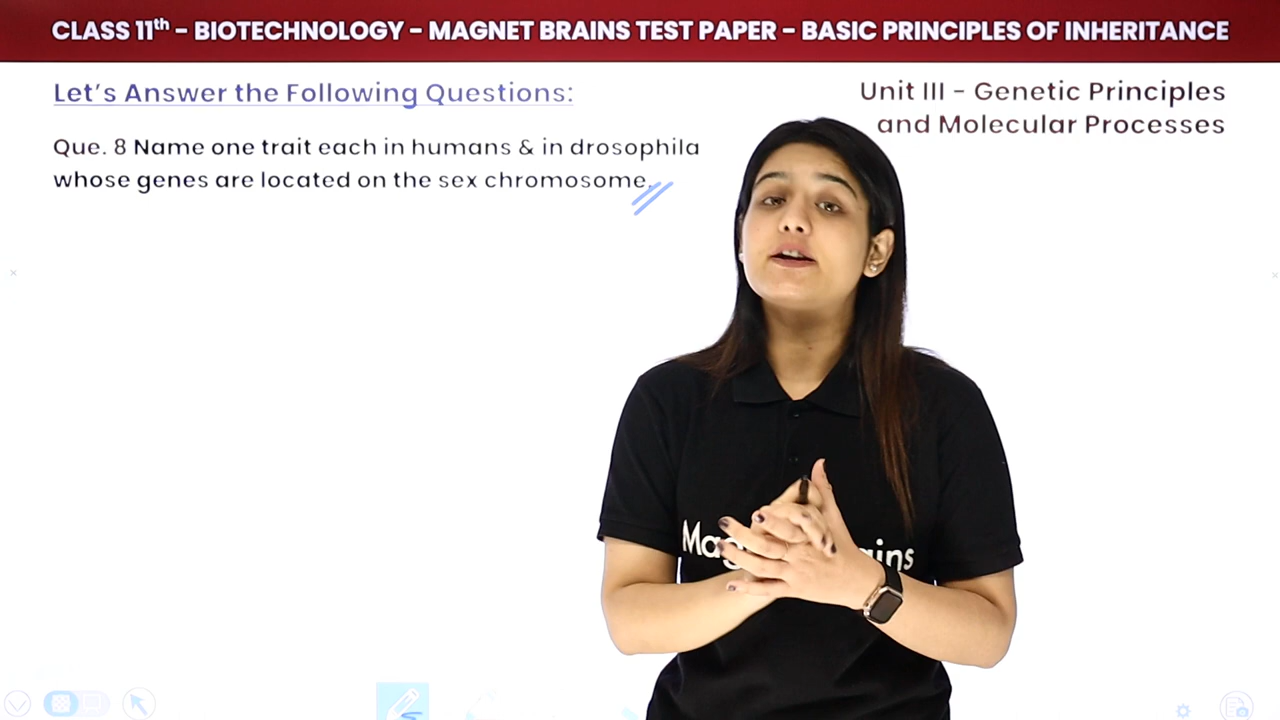 CLASS 11th - BIOTECHNOLOGY - MAGNET BRAINS TEST PAPER - BASIC PRINCIPLES OF INHERITANCE
Let's Answer the Following Questions:
Unit III - Genetic Principles
and Molecular Processes
Que. 8 Name one trait each in humans & in drosophila
whose genes are located on the sex chromosome.